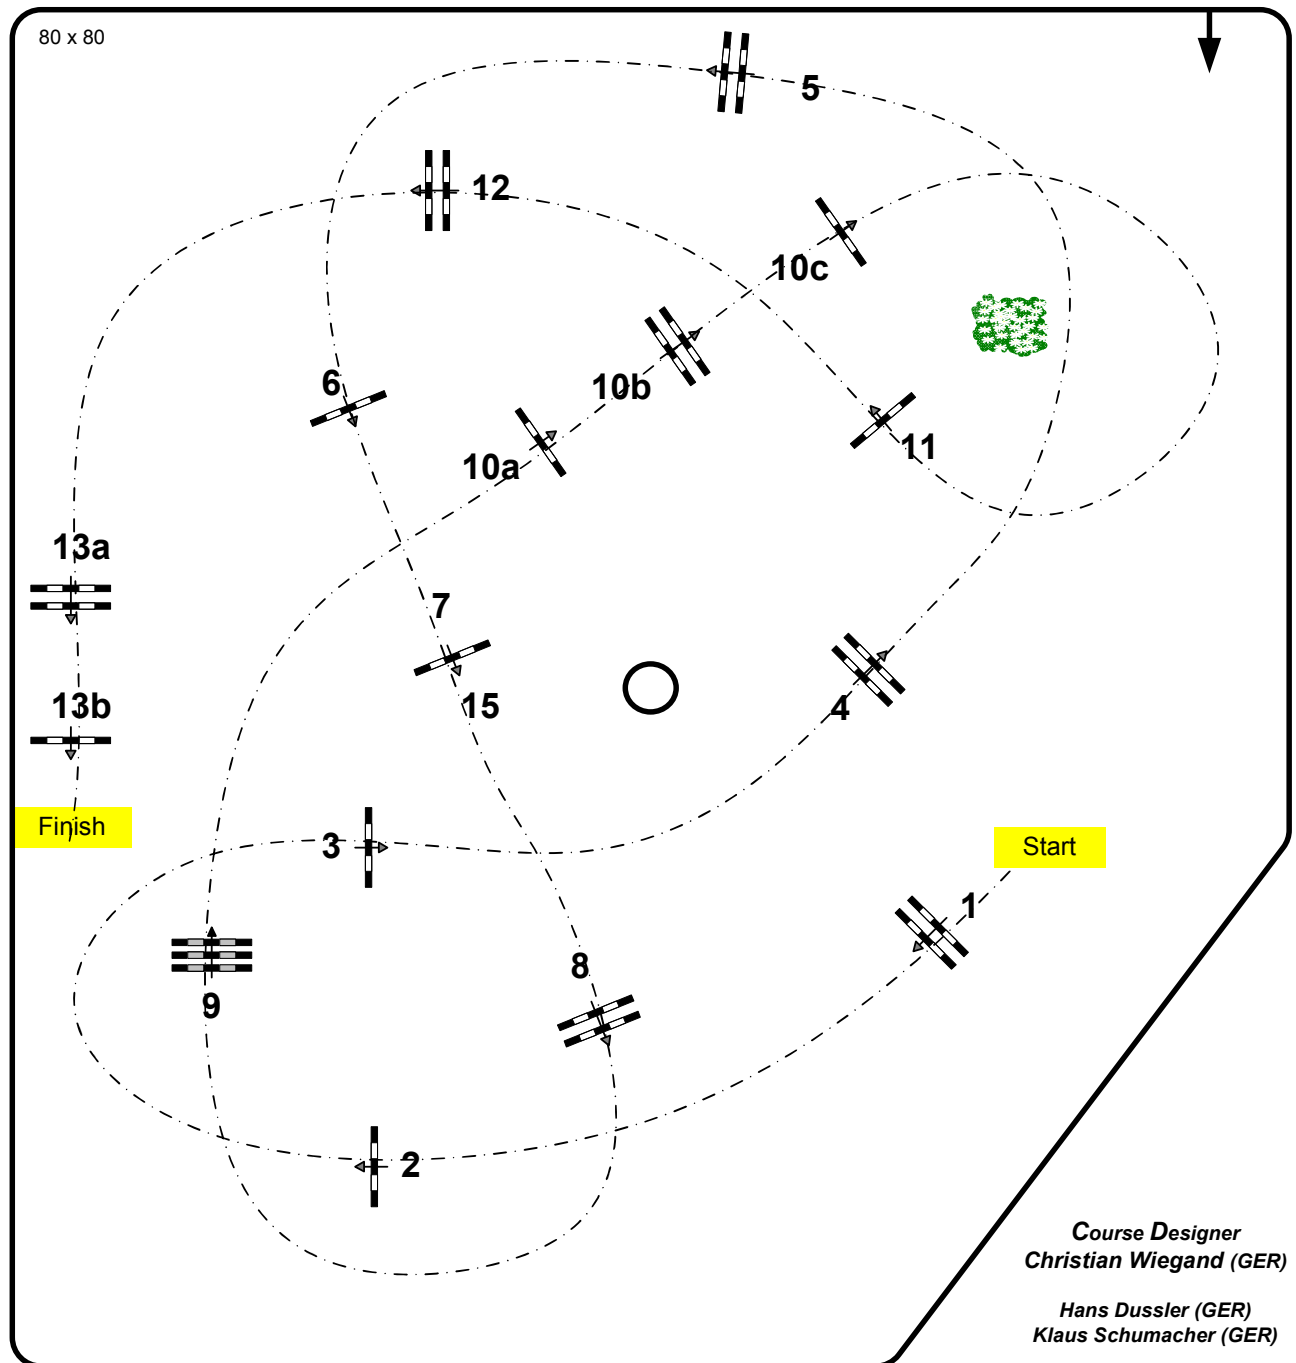 80 x 80
5
12
10c
6
10b
11
10a
13a
7
13b
15
4
Finish
3
Start
1
8
9
2
Course Designer
Christian Wiegand (GER)
Hans Dussler (GER)
Klaus Schumacher (GER)